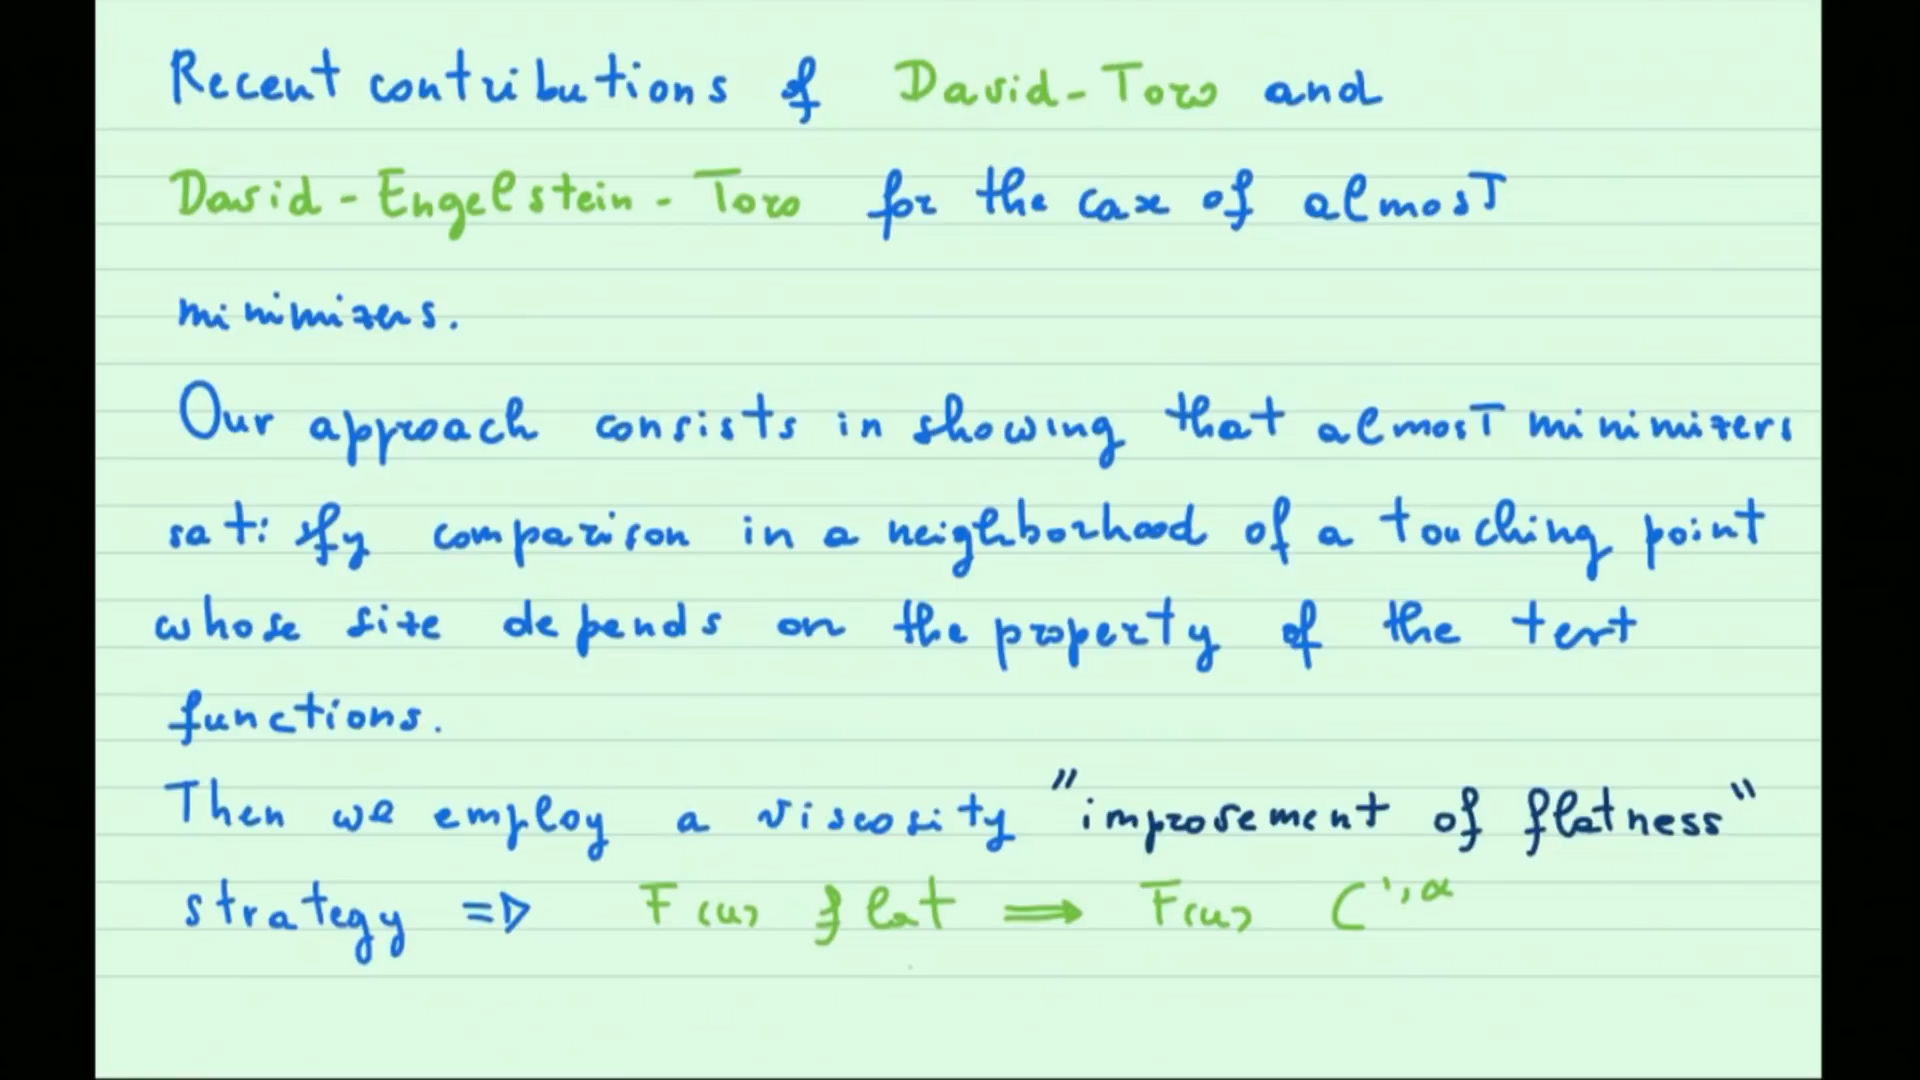 Recent contributions of David-Toro and
David-Engelstein-Toro for the case of almost
minimizers.
Our approach consists in showing that almost minimizers
satisfy comparison in a neighborhood of a touching point
whose size depends on the property of the test
functions.
Then we employ a viscosity "improvement of flatness"
strategy => F(u) flat => F(u) C^{1,α}